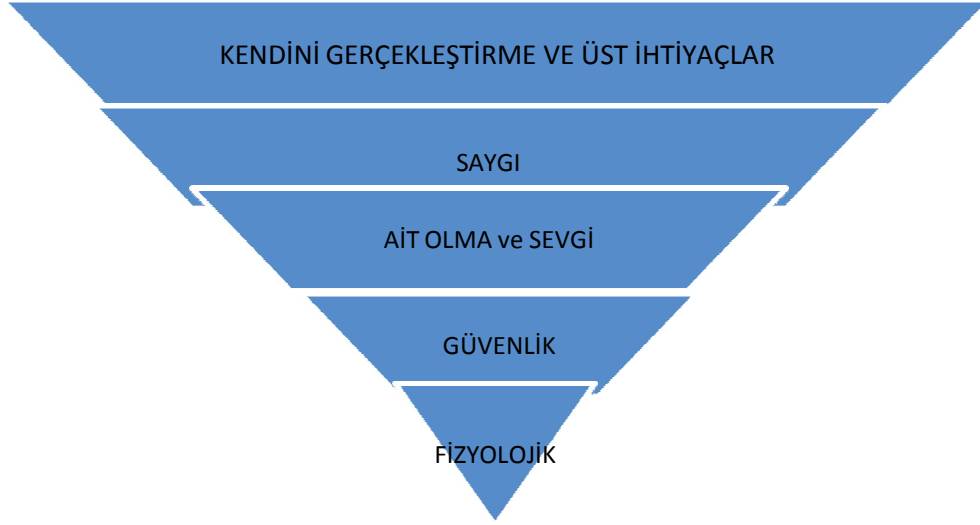 KENDİNİ GERÇEKLEŞTİRME VE ÜST İHTİYAÇLAR
SAYGI
AİT OLMA ve SEVGİ
GÜVENLİK
FİZYOLOJİK